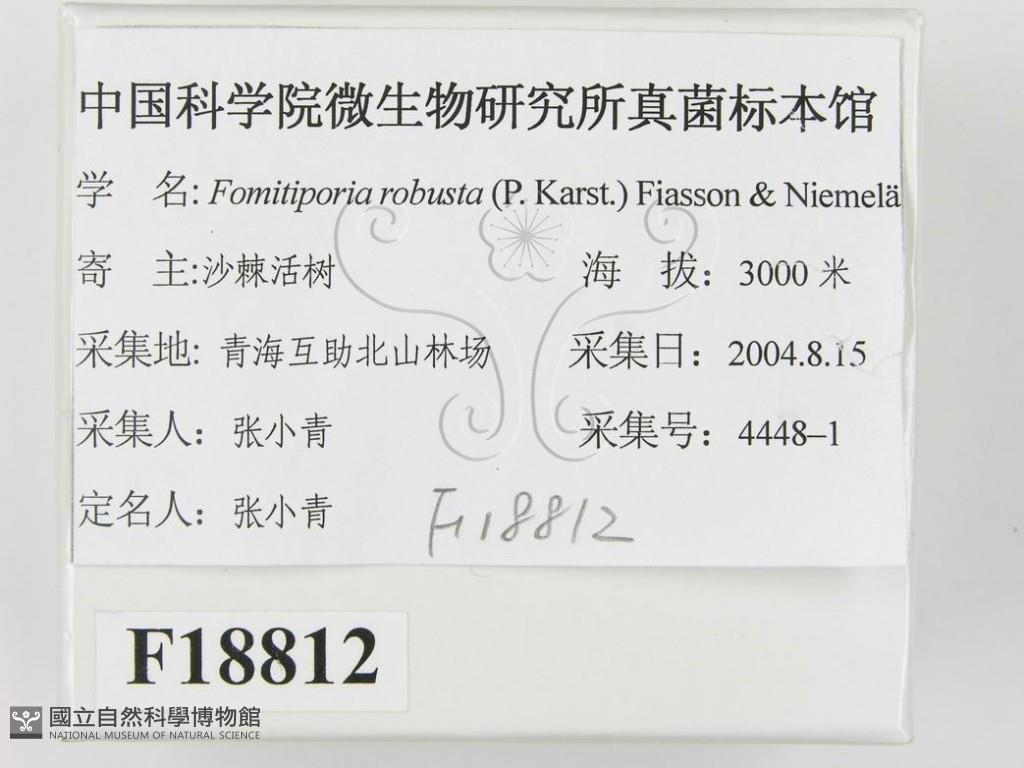 中国科学院微生物研究所真菌标本馆
学 名: Fomitiporia robusta (P. Karst.) Fiasson & Niemelä
寄 主:沙棘活树 海 拔：3000 米
采集地: 青海互助北山林场 采集日：2004.8.15
采集人：张小青 采集号：4448–1
定名人：张小青
F18812
F18812
國立自然科學博物館
NATIONAL MUSEUM OF NATURAL SCIENCE